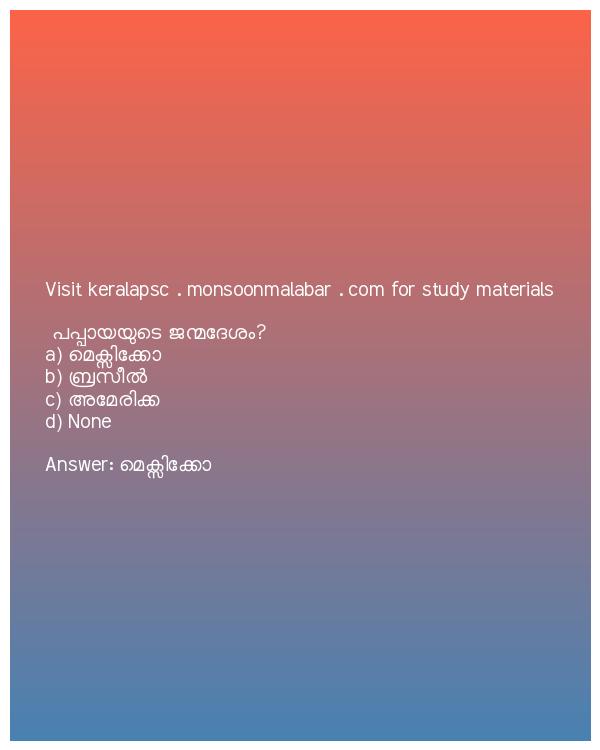 Visit keralapsc . monsoonmalabar . com for study materials
പപ്പായയുടെ ജന്മദേശം?
a) മെക്സിക്കോ
b) ബ്രസീൽ
c) അമേരിക്ക
d) None
Answer: മെക്സിക്കോ